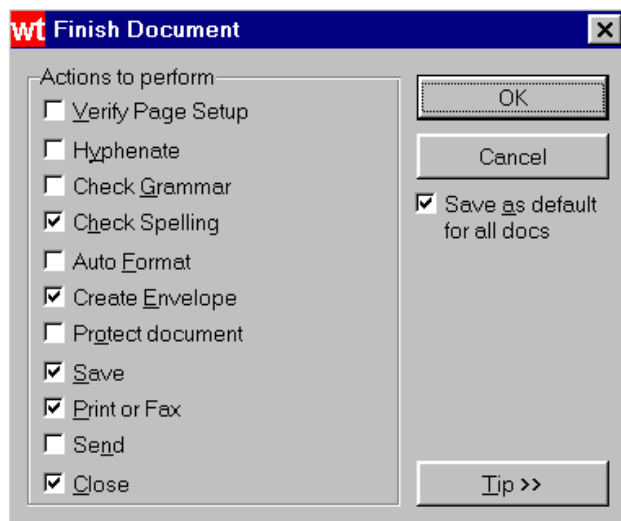 wt Finish Document
Actions to perform
Verify Page Setup
Hyphenate
Check Grammar
Check Spelling
Auto Format
Create Envelope
Protect document
Save
Print or Fax
Send
Close
OK
Cancel
Save as default
for all docs
Tip >>